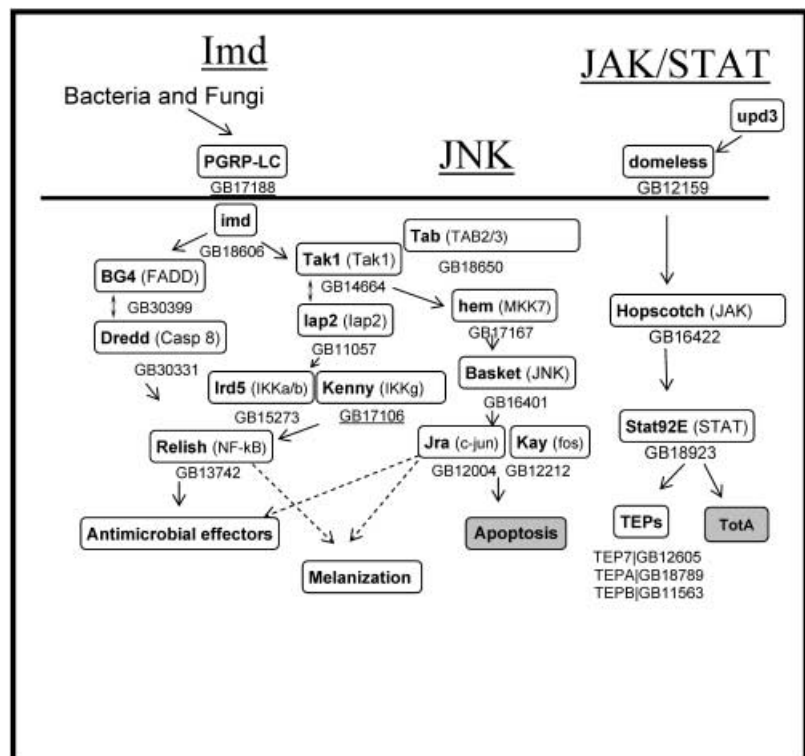 Imd
JAK/STAT
Bacteria and Fungi
upd3
JNK
PGRP-LC
domeless
GB17188
GB12159
imd
Tab (TAB2/3)
GB18606
Tak1 (Tak1)
GB18650
BG4 (FADD)
GB14664
GB30399
Iap2 (Iap2)
hem (MKK7)
Hopscotch (JAK)
Dredd (Casp 8)
GB11057
GB17167
GB16422
GB30331
Ird5 (IKKa/b)
Kenny (IKKg)
Basket (JNK)
GB15273
GB17106
GB16401
Relish (NF-kB)
Jra (c-jun)
Kay (fos)
Stat92E (STAT)
GB13742
GB12004
GB12212
GB18923
Antimicrobial effectors
Apoptosis
TEPs
TotA
Melanization
TEP7|GB12605
TEPA|GB18789
TEPB|GB11563